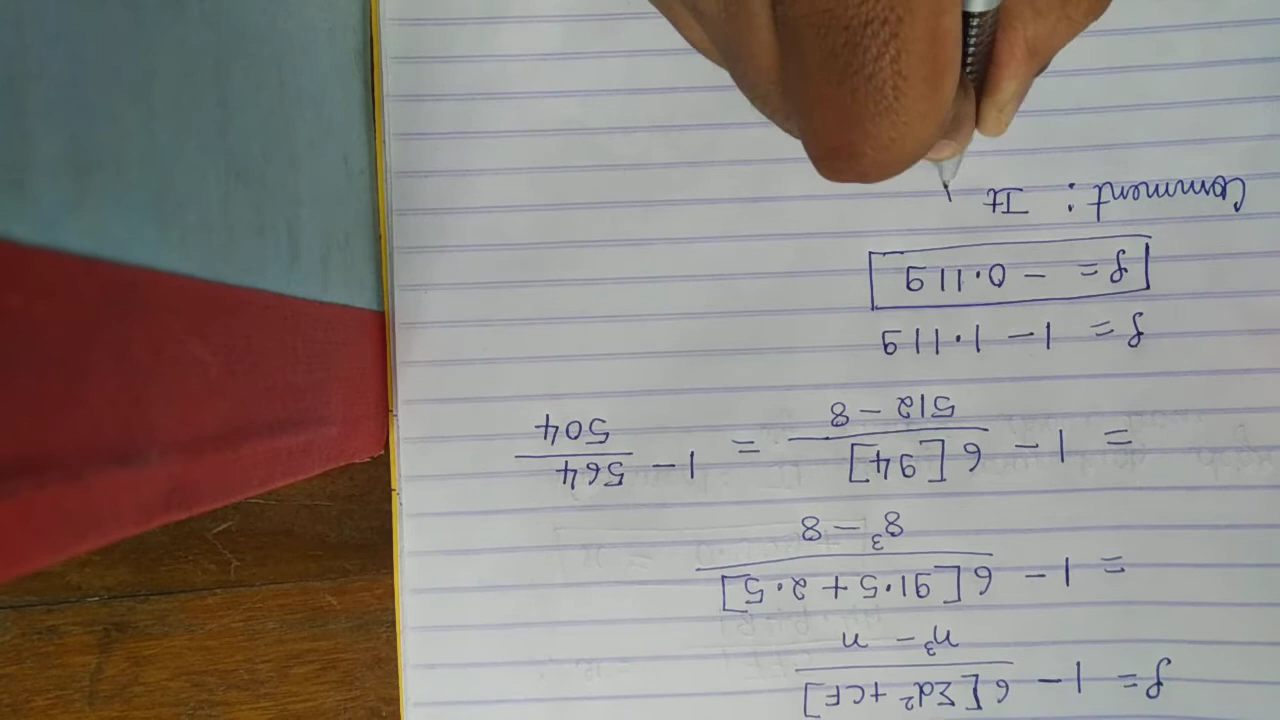 ρ = 1 − 6[Σd² + CF] / n³ − n
= 1 − 6[91.5 + 2.5] / 8³ − 8
= 1 − 6[94] / 512 − 8 = 1 − 564 / 504
ρ = 1 − 1.119
ρ = − 0.119
Comment : It